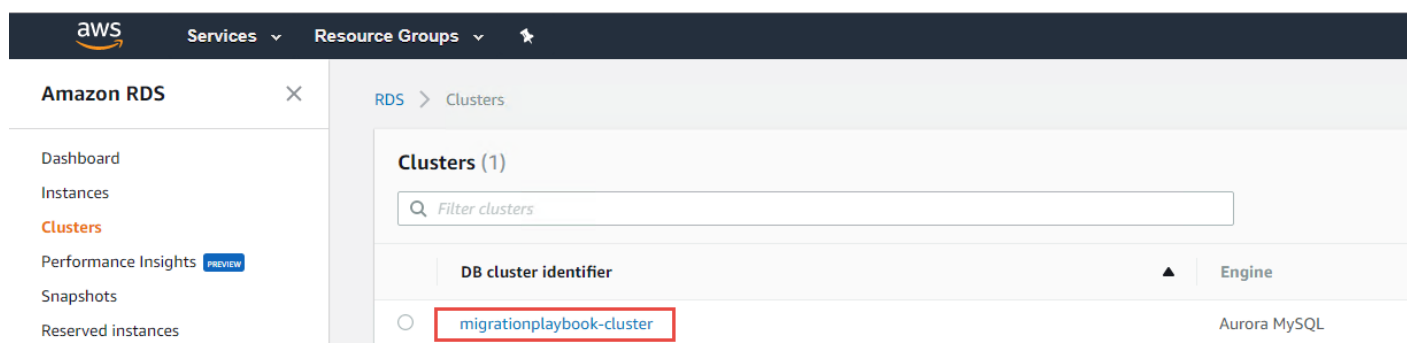 aws Services Resource Groups
Amazon RDS
RDS > Clusters
Dashboard
Instances
Clusters
Performance Insights PREVIEW
Snapshots
Reserved instances
Clusters (1)
Filter clusters
DB cluster identifier Engine
migrationplaybook-cluster Aurora MySQL